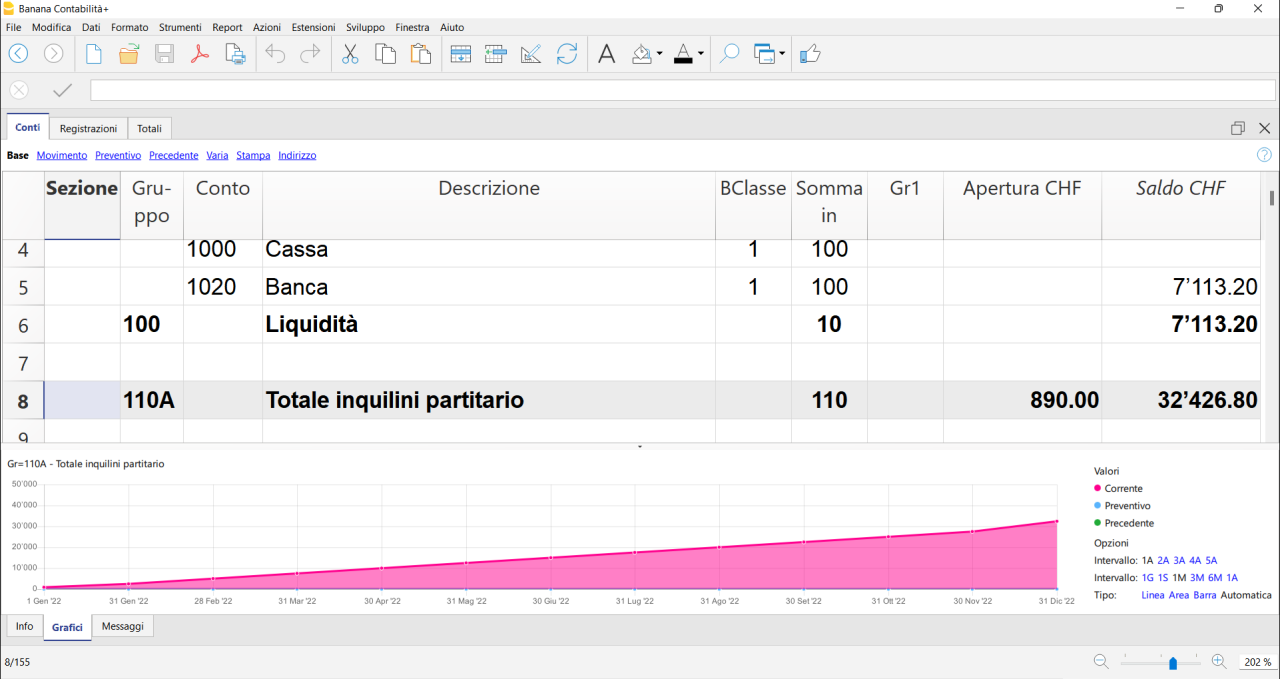 Banana Contabilità+
File Modifica Dati Formato Strumenti Report Azioni Estensioni Sviluppo Finestra Aiuto
Conti Registrazioni Totali
Base Movimento Preventivo Precedente Varia Stampa Indirizzo
Sezione Gru-ppo Conto Descrizione BClasse Somma in Gr1 Apertura CHF Saldo CHF
4 1000 Cassa 1 100
5 1020 Banca 1 100 7’113.20
6 100 Liquidità 10 7’113.20
7
8 110A Totale inquilini partitario 110 890.00 32’426.80
9
Gr=110A - Totale inquilini partitario
50'000
40'000
30'000
20'000
10'000
0
1 Gen '22 31 Gen '22 28 Feb '22 31 Mar '22 30 Apr '22 31 Mag '22 30 Giu '22 31 Lug '22 31 Ago '22 30 Set '22 31 Ott '22 30 Nov '22 31 Dic '22
Valori
Corrente
Preventivo
Precedente
Opzioni
Intervallo: 1A 2A 3A 4A 5A
Intervallo: 1G 1S 1M 3M 6M 1A
Tipo: Linea Area Barra Automatica
Info Grafici Messaggi
8/155
202 %